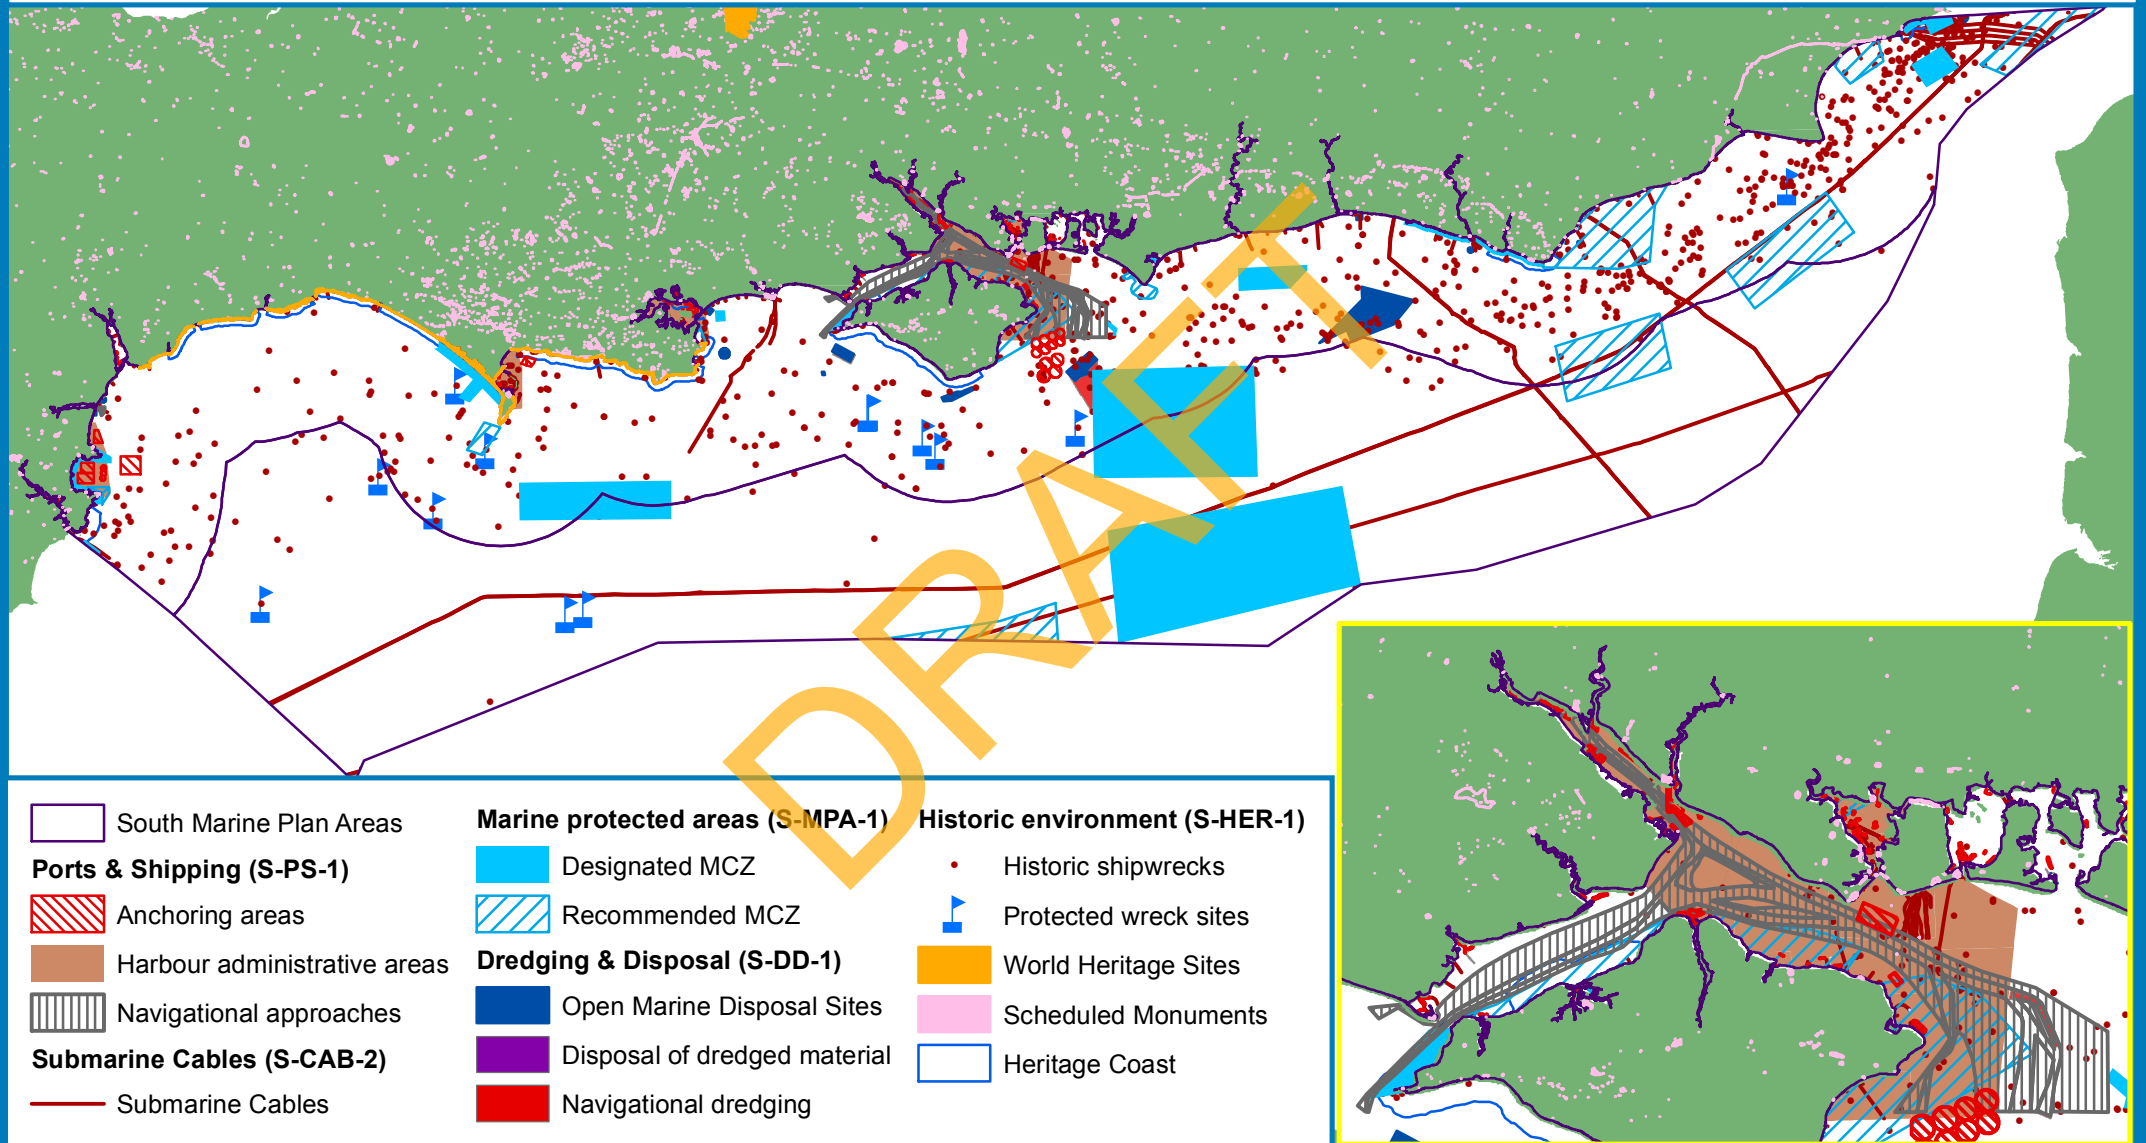 DRAFT
South Marine Plan Areas
Ports & Shipping (S-PS-1)
Anchoring areas
Harbour administrative areas
Navigational approaches
Submarine Cables (S-CAB-2)
Submarine Cables
Marine protected areas (S-MPA-1)
Designated MCZ
Recommended MCZ
Dredging & Disposal (S-DD-1)
Open Marine Disposal Sites
Disposal of dredged material
Navigational dredging
Historic environment (S-HER-1)
Historic shipwrecks
Protected wreck sites
World Heritage Sites
Scheduled Monuments
Heritage Coast